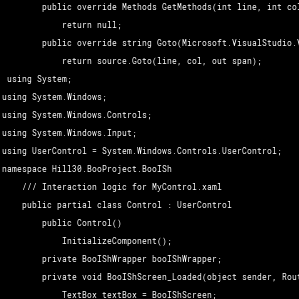 public override Methods GetMethods(int line, int col
return null;
public override string Goto(Microsoft.VisualStudio.V
return source.Goto(line, col, out span);
using System;
using System.Windows;
using System.Windows.Controls;
using System.Windows.Input;
using UserControl = System.Windows.Controls.UserControl;
namespace Hill30.BooProject.BooISh
/// Interaction logic for MyControl.xaml
public partial class Control : UserControl
public Control()
InitializeComponent();
private BooIShWrapper booIShWrapper;
private void BooIShScreen_Loaded(object sender, Rout
TextBox textBox = BooIShScreen;